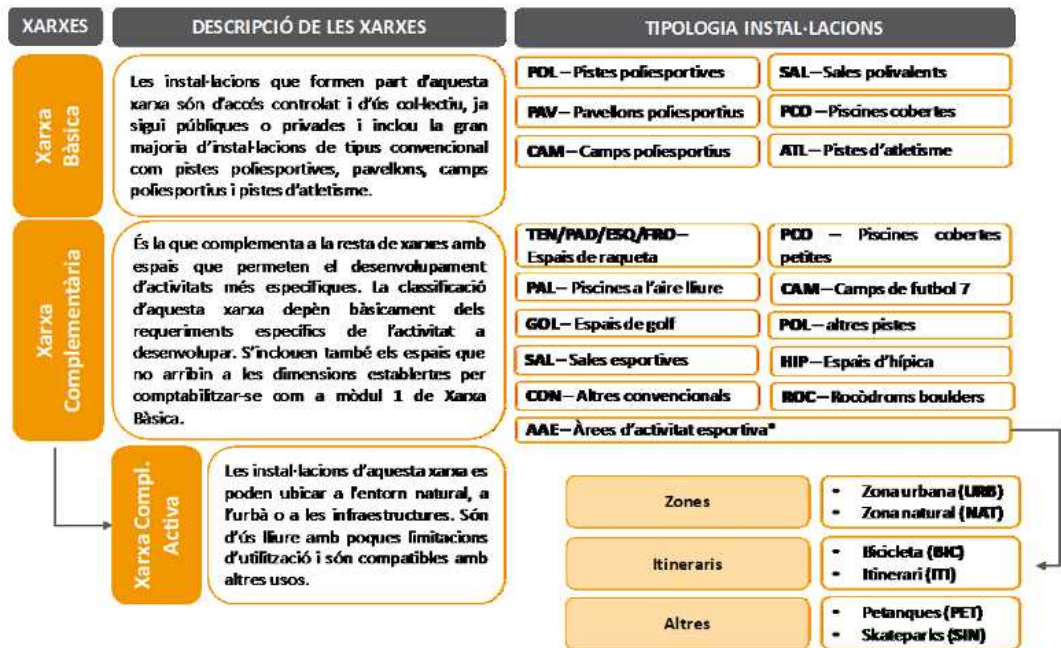 XARXES
DESCRIPCIÓ DE LES XARXES
TIPOLOGIA INSTAL·LACIONS
Xarxa
Bàsica
Les instal·lacions que formen part d'aquesta
xarxa són d'accés controlat i d'ús col·lectiu, ja
sigui públiques o privades i inclou la gran
majoria d'instal·lacions de tipus convencional
com pistes poliesportives, pavellons, camps
poliesportius i pistes d'atletisme.
POL – Pistes poliesportives
SAL – Sales polivalents
PAV – Pavellons poliesportius
PCO – Piscines cobertes
CAM – Camps poliesportius
ATL – Pistes d'atletisme
Xarxa
Complementària
És la que complementa a la resta de xarxes amb
espais que permeten el desenvolupament
d'activitats més específiques. La classificació
d'aquesta xarxa depèn bàsicament dels
requeriments específics de l'activitat a
desenvolupar. S'inclouen també els espais que
no arribin a les dimensions establertes per
comptabilitzar-se com a mòdul 1 de Xarxa
Bàsica.
TEN/PAD/ESQ/FRO –
Espais de raqueta
PCO – Piscines cobertes
petites
PAL – Piscines a l'aire lliure
CAM – Camps de futbol 7
GOL – Espais de golf
POL – altres pistes
SAL – Sales esportives
HIP – Espais d'hípica
CON – Altres convencionals
ROC – Rocòdroms boulders
AAE – Àrees d'activitat esportiva*
Xarxa Compl.
Activa
Les instal·lacions d'aquesta xarxa es
poden ubicar a l'entorn natural, a
l'urbà o a les infraestructures. Són
d'ús lliure amb poques limitacions
d'utilització i són compatibles amb
altres usos.
Zones
- Zona urbana (URB)
- Zona natural (NAT)
Itineraris
- Bicicleta (BIC)
- Itinerari (ITI)
Altres
- Petanques (PET)
- Skateparks (SIN)